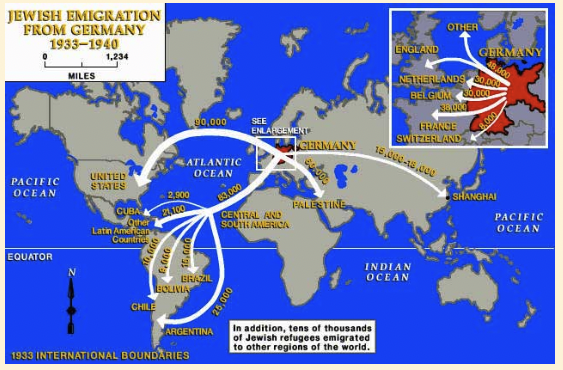 JEWISH EMIGRATION
FROM GERMANY
1933–1940
0 1,234
MILES
OTHER
ENGLAND
GERMANY
48,000
NETHERLANDS
30,000
BELGIUM
30,000
38,000
FRANCE
8,000
SWITZERLAND
90,000
SEE
ENLARGEMENT
GERMANY
15,000-18,000
ATLANTIC
OCEAN
UNITED
STATES
PACIFIC
OCEAN
2,900
83,000
PALESTINE
SHANGHAI
CUBA
21,100
Other
Latin American
Countries
CENTRAL AND
SOUTH AMERICA
PACIFIC
OCEAN
EQUATOR
INDIAN
OCEAN
BRAZIL
BOLIVIA
25,000
N
CHILE
ARGENTINA
In addition, tens of thousands
of Jewish refugees emigrated
to other regions of the world.
1933 INTERNATIONAL BOUNDARIES